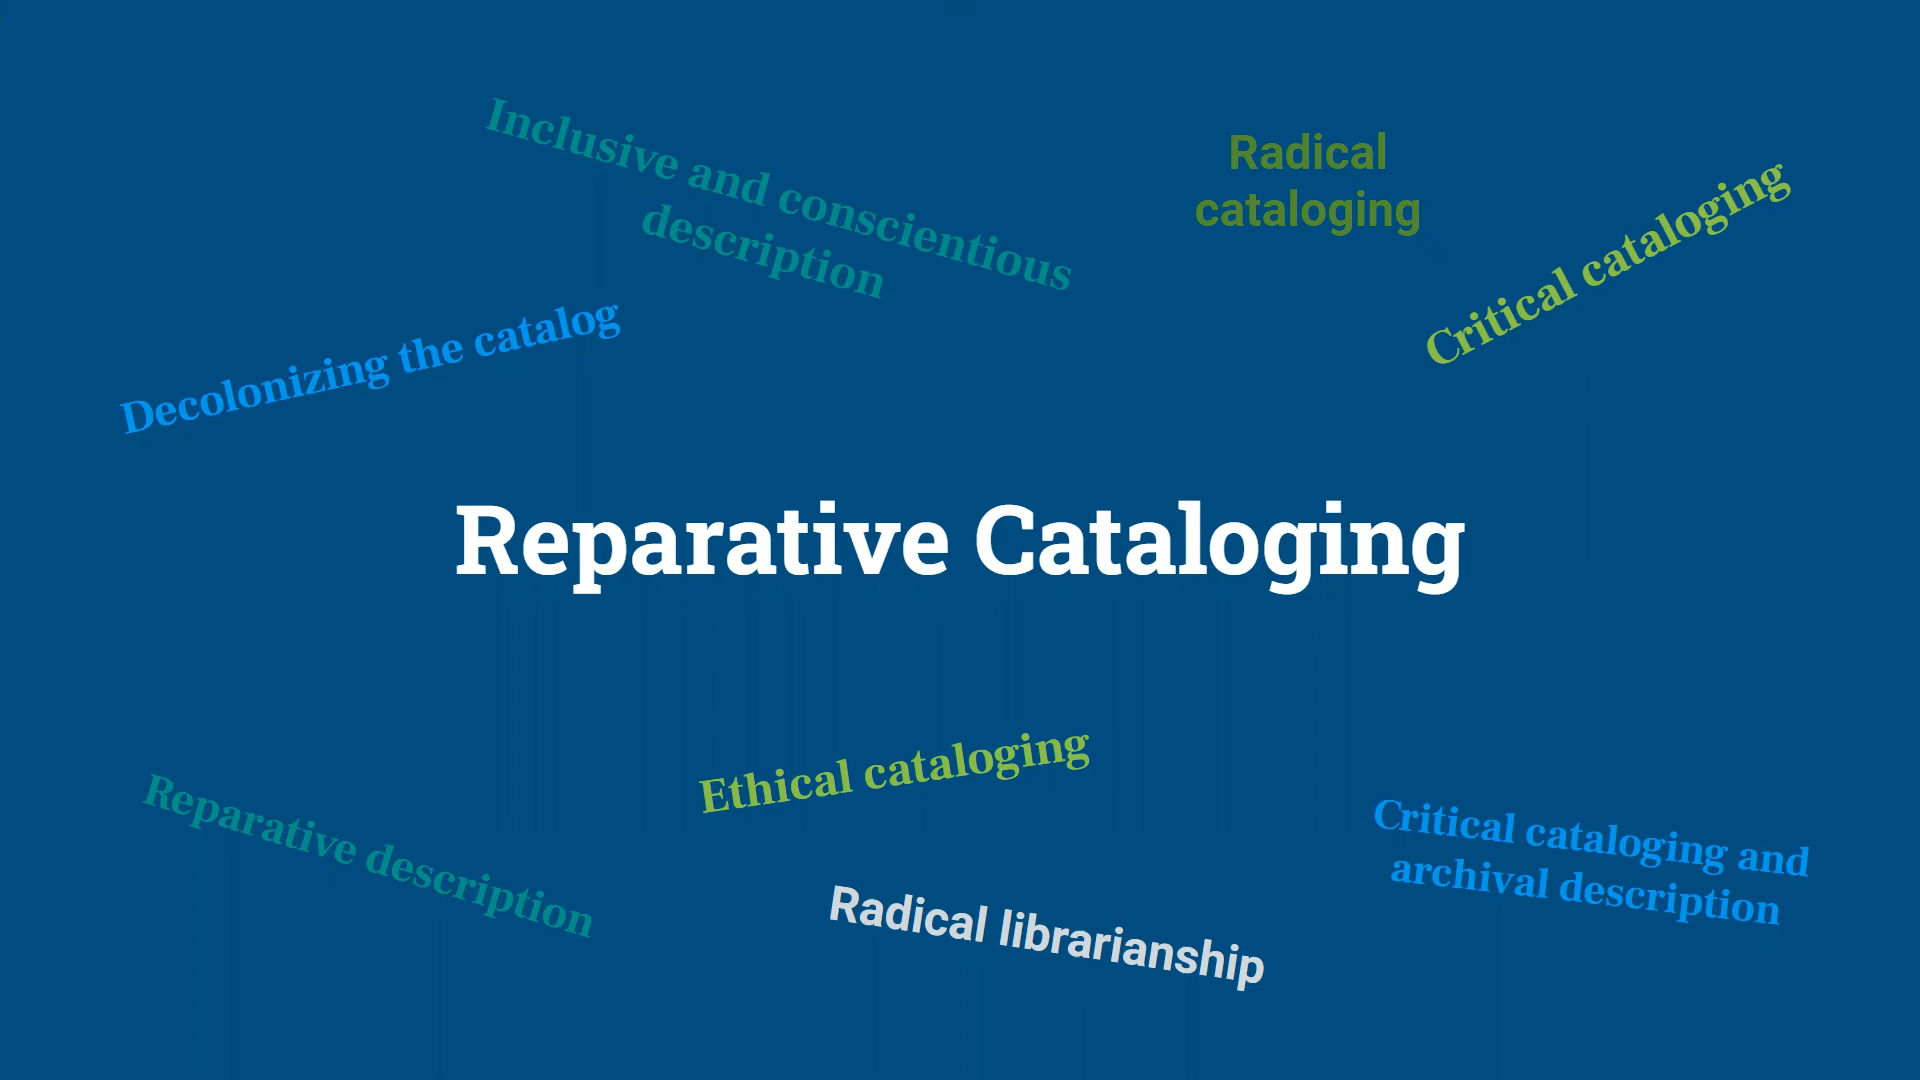 Inclusive and conscientious
description
Radical
cataloging
Critical cataloging
Decolonizing the catalog
Reparative Cataloging
Ethical cataloging
Reparative description
Critical cataloging and
archival description
Radical librarianship